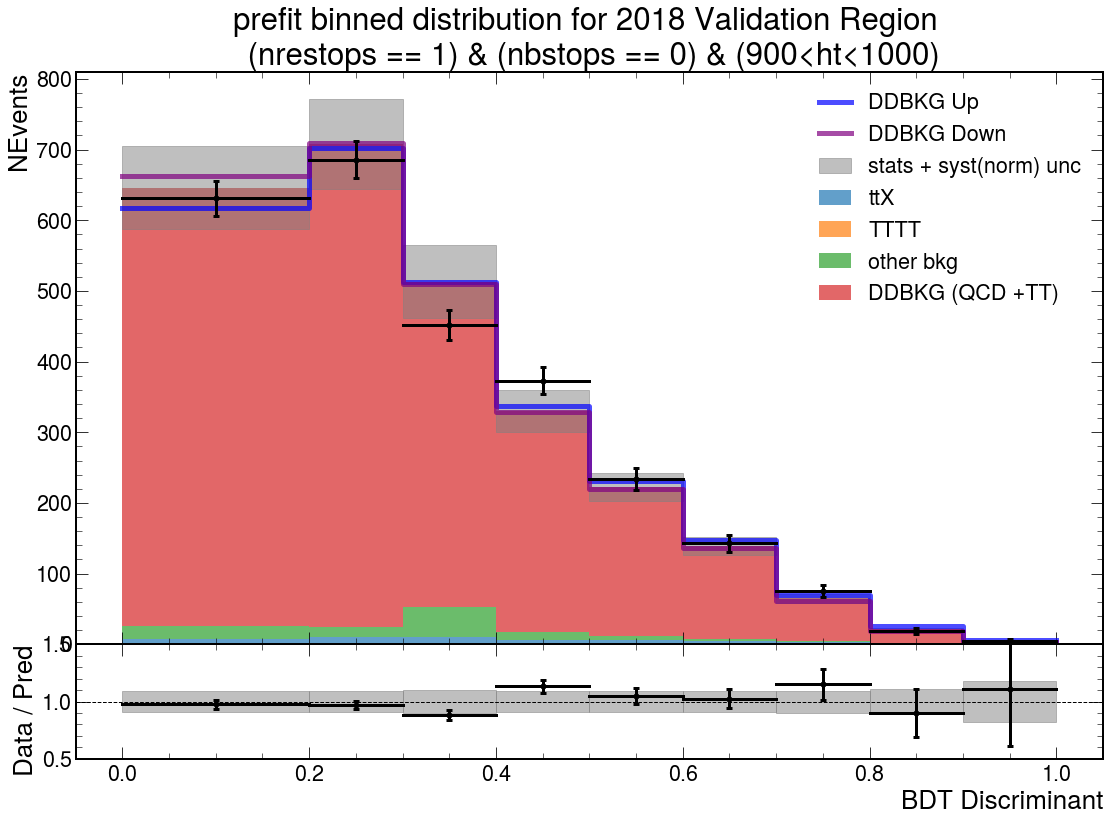 prefit binned distribution for 2018 Validation Region
(nrestops == 1) & (nbstops == 0) & (900<ht<1000)
NEvents
800
700
600
500
400
300
200
100
0
DDBKG Up
DDBKG Down
stats + syst(norm) unc
ttX
TTTT
other bkg
DDBKG (QCD +TT)
Data / Pred
1.5
1.0
0.5
0.0
0.2
0.4
0.6
0.8
1.0
BDT Discriminant